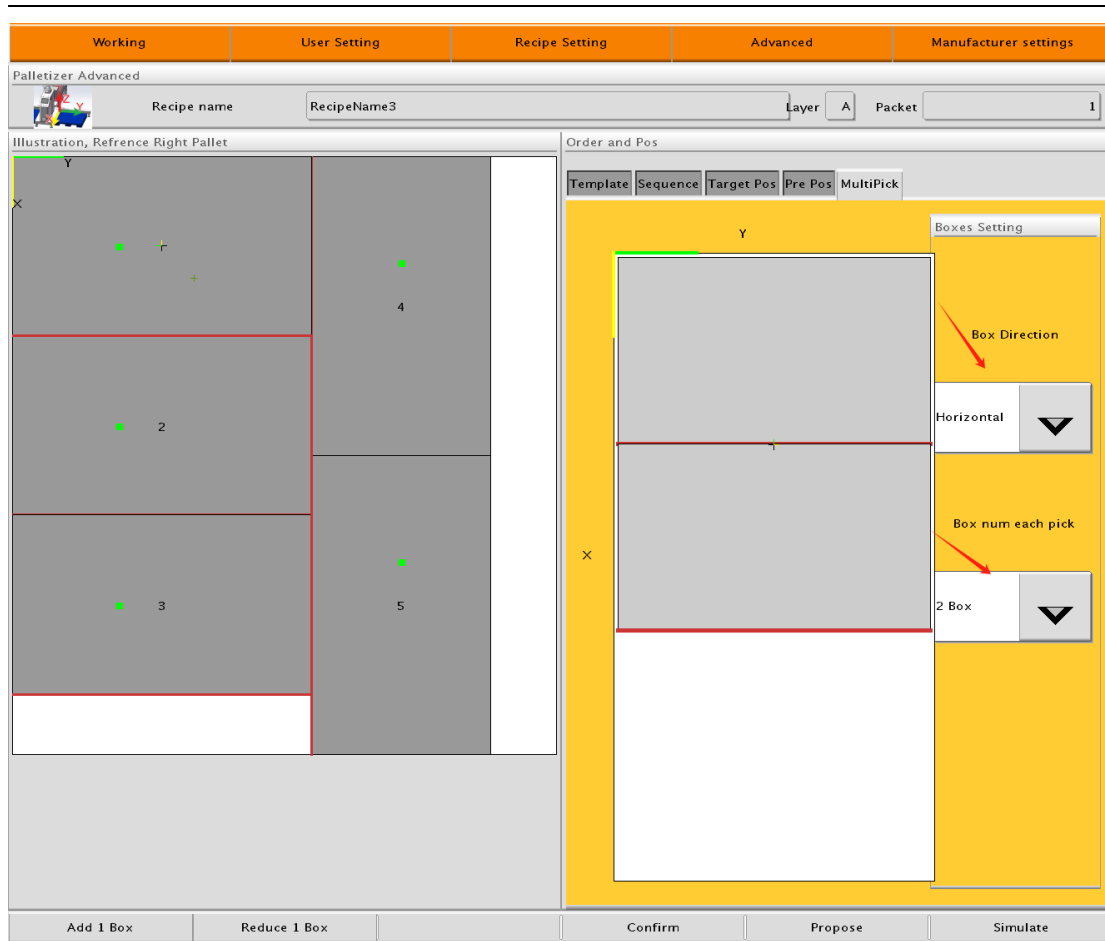 Working User Setting Recipe Setting Advanced Manufacturer settings
Palletizer Advanced
Z Y
Recipe name RecipeName3 Layer A Packet 1
Illustration, Refrence Right Pallet
Order and Pos
Y
X
1
2
3
4
5
Template Sequence Target Pos Pre Pos MultiPick
Y
X
Boxes Setting
Box Direction
Horizontal
Box num each pick
2 Box
Add 1 Box Reduce 1 Box Confirm Propose Simulate